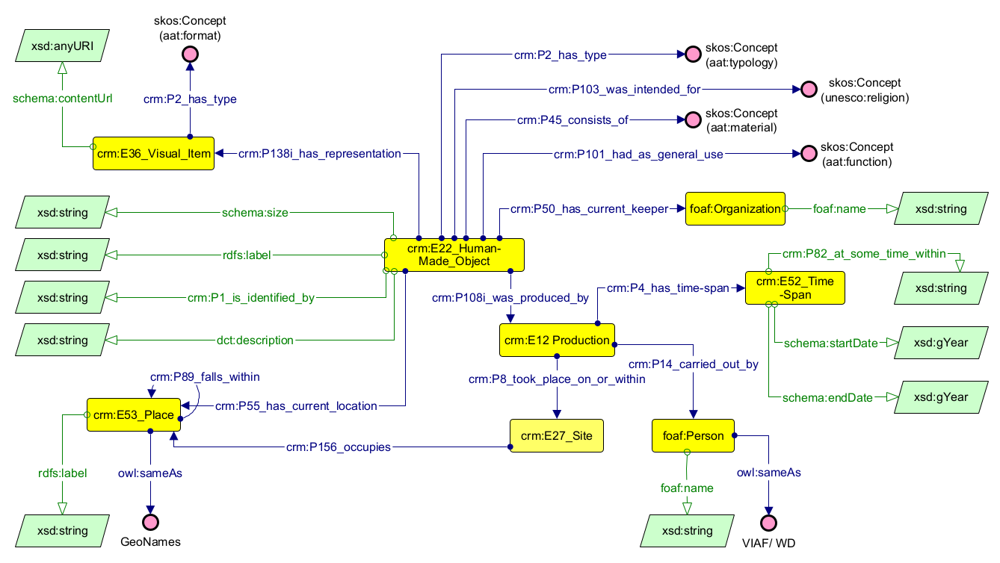 skos:Concept
(aat:format)
xsd:anyURI
schema:contentUrl
crm:P2_has_type
crm:E36_Visual_Item
crm:P138i_has_representation
crm:P2_has_type
skos:Concept
(aat:typology)
crm:P103_was_intended_for
skos:Concept
(unesco:religion)
crm:P45_consists_of
skos:Concept
(aat:material)
crm:P101_had_as_general_use
skos:Concept
(aat:function)
crm:P50_has_current_keeper
foaf:Organization
foaf:name
xsd:string
xsd:string
schema:size
xsd:string
rdfs:label
crm:E22_Human-
Made_Object
xsd:string
crm:P1_is_identified_by
xsd:string
dct:description
crm:P108i_was_produced_by
crm:P4_has_time-span
crm:P82_at_some_time_within
crm:E52_Time
-Span
xsd:string
schema:startDate
xsd:gYear
schema:endDate
xsd:gYear
crm:E12 Production
crm:P14_carried_out_by
crm:P8_took_place_on_or_within
crm:P89_falls_within
crm:E53_Place
crm:P55_has_current_location
crm:E27_Site
crm:P156_occupies
foaf:Person
rdfs:label
owl:sameAs
foaf:name
owl:sameAs
xsd:string
GeoNames
xsd:string
VIAF/ WD